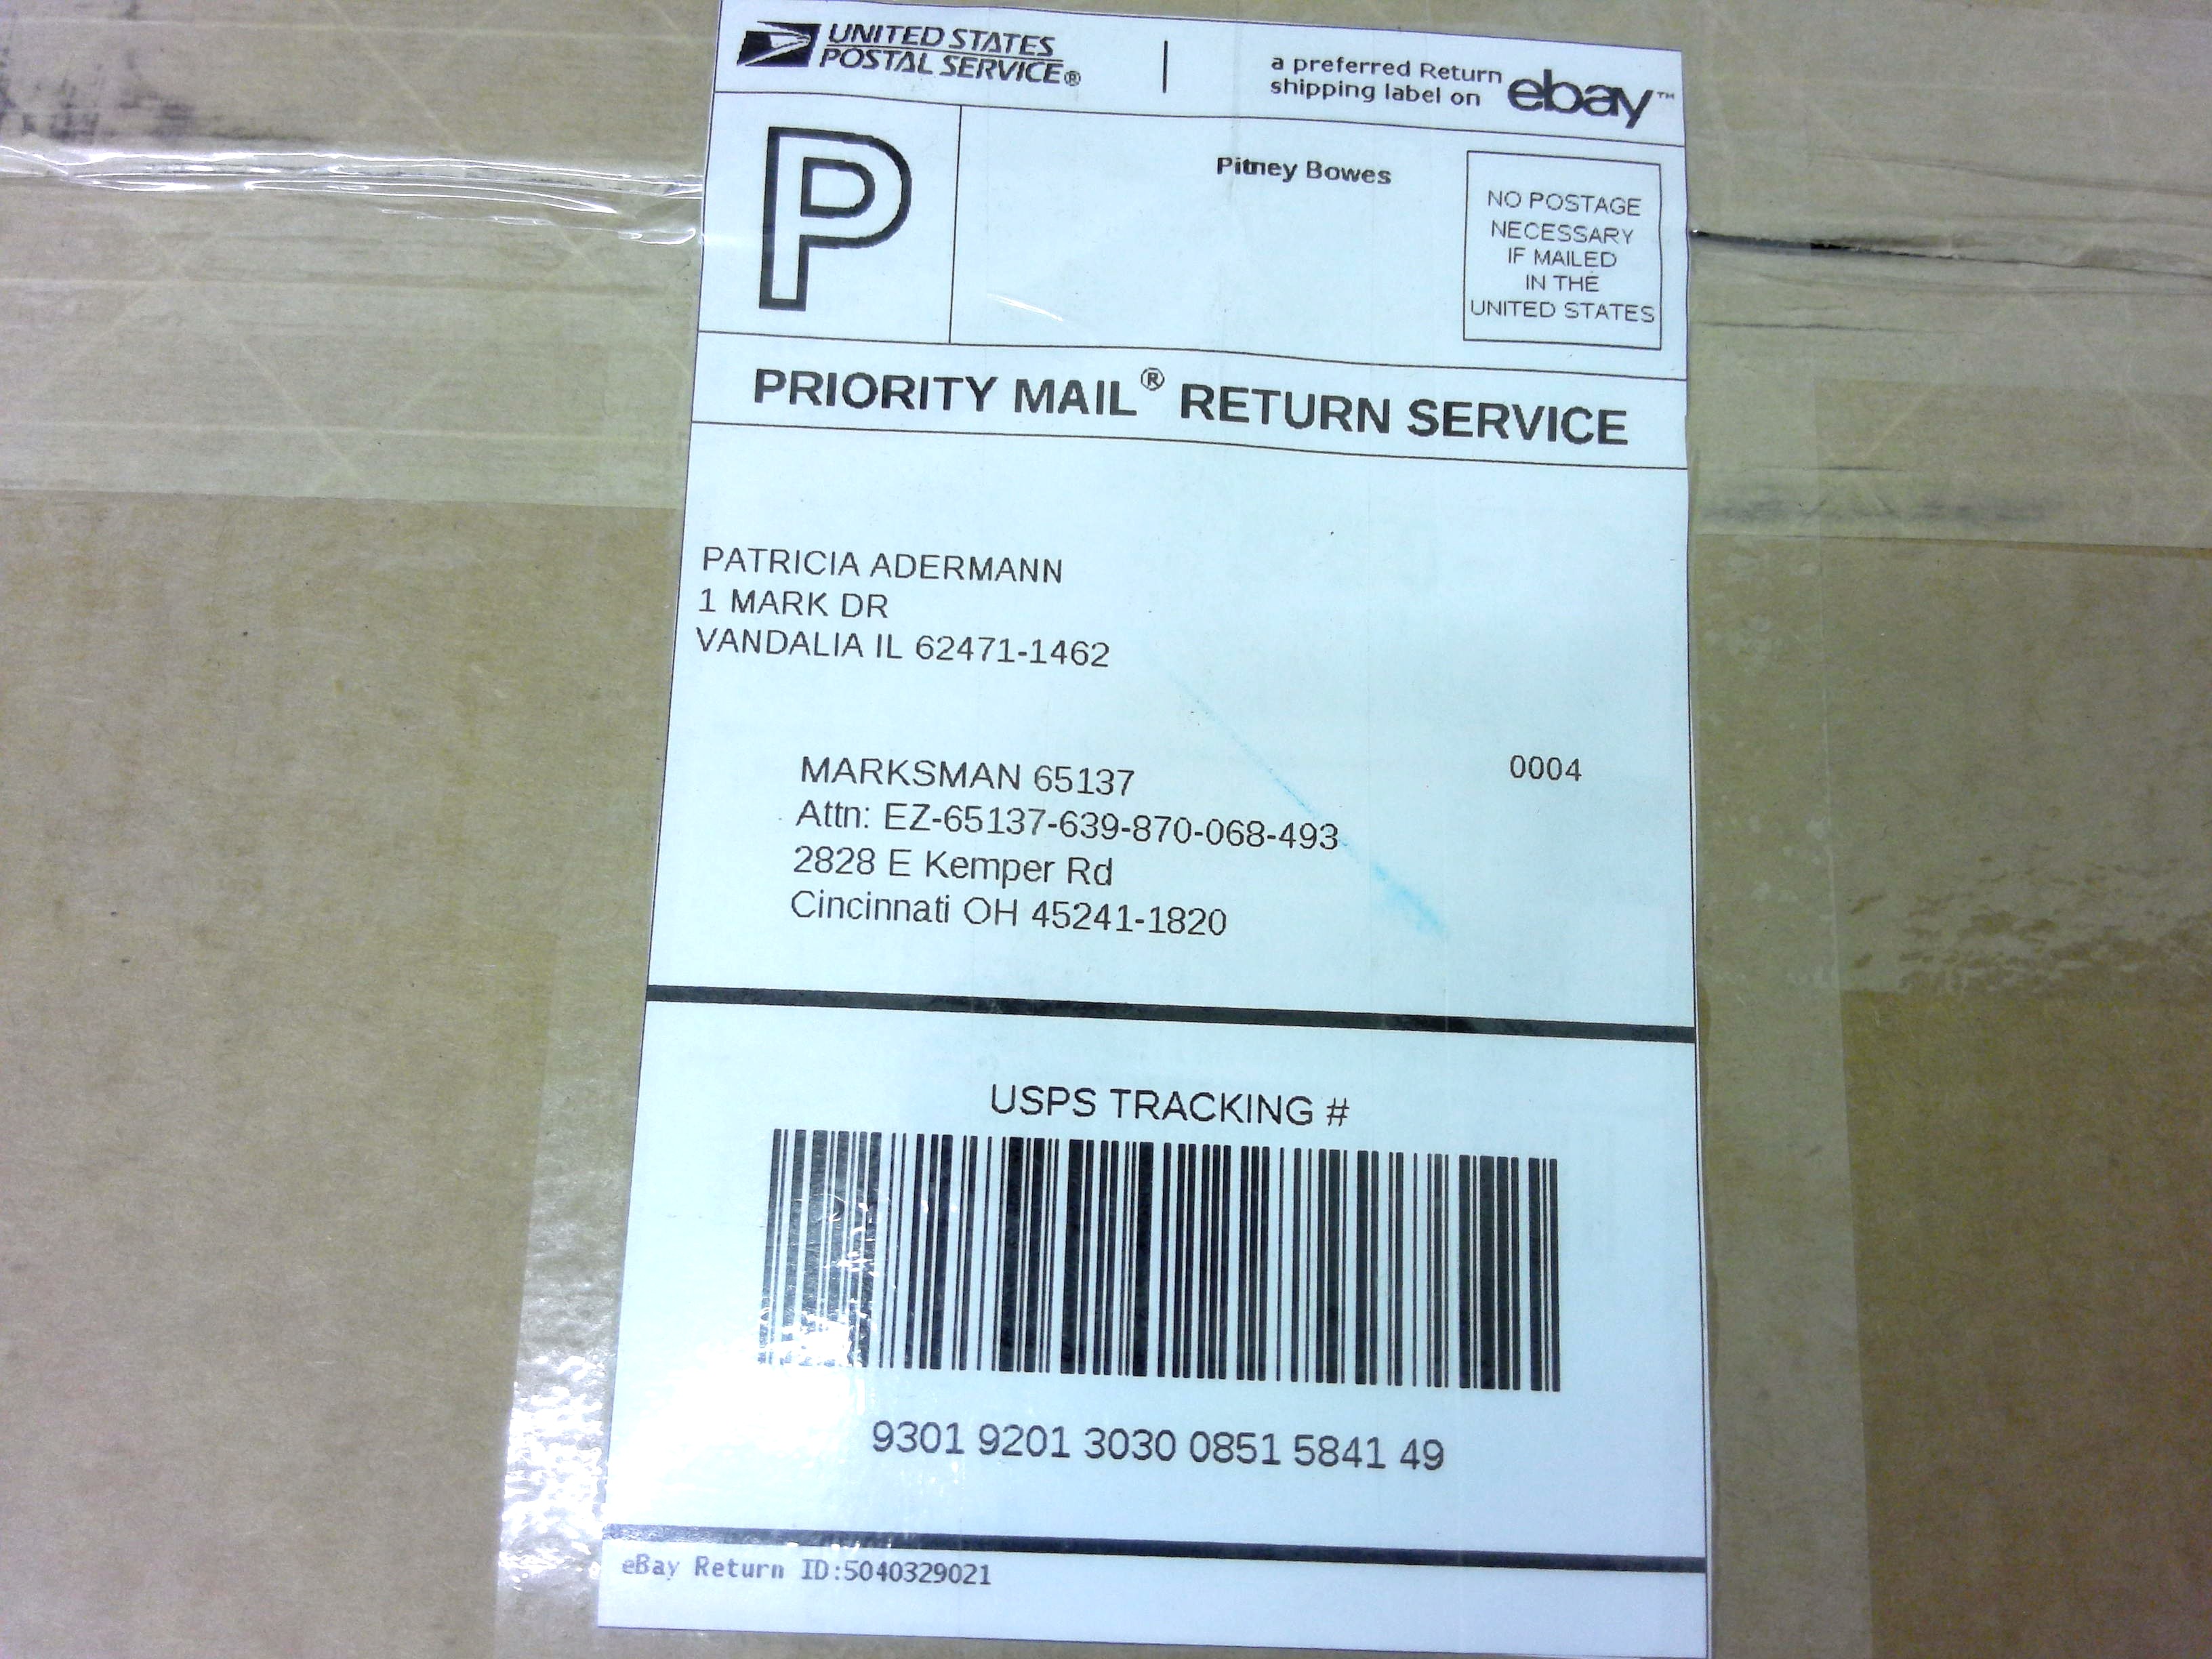 UNITED STATES
POSTAL SERVICE®
a preferred Return
shipping label on
ebay™
P
Pitney Bowes
NO POSTAGE
NECESSARY
IF MAILED
IN THE
UNITED STATES
PRIORITY MAIL® RETURN SERVICE
PATRICIA ADERMANN
1 MARK DR
VANDALIA IL 62471-1462
MARKSMAN 65137
0004
Attn: EZ-65137-639-870-068-493
2828 E Kemper Rd
Cincinnati OH 45241-1820
USPS TRACKING #
9301 9201 3030 0851 5841 49
eBay Return ID:5040329021